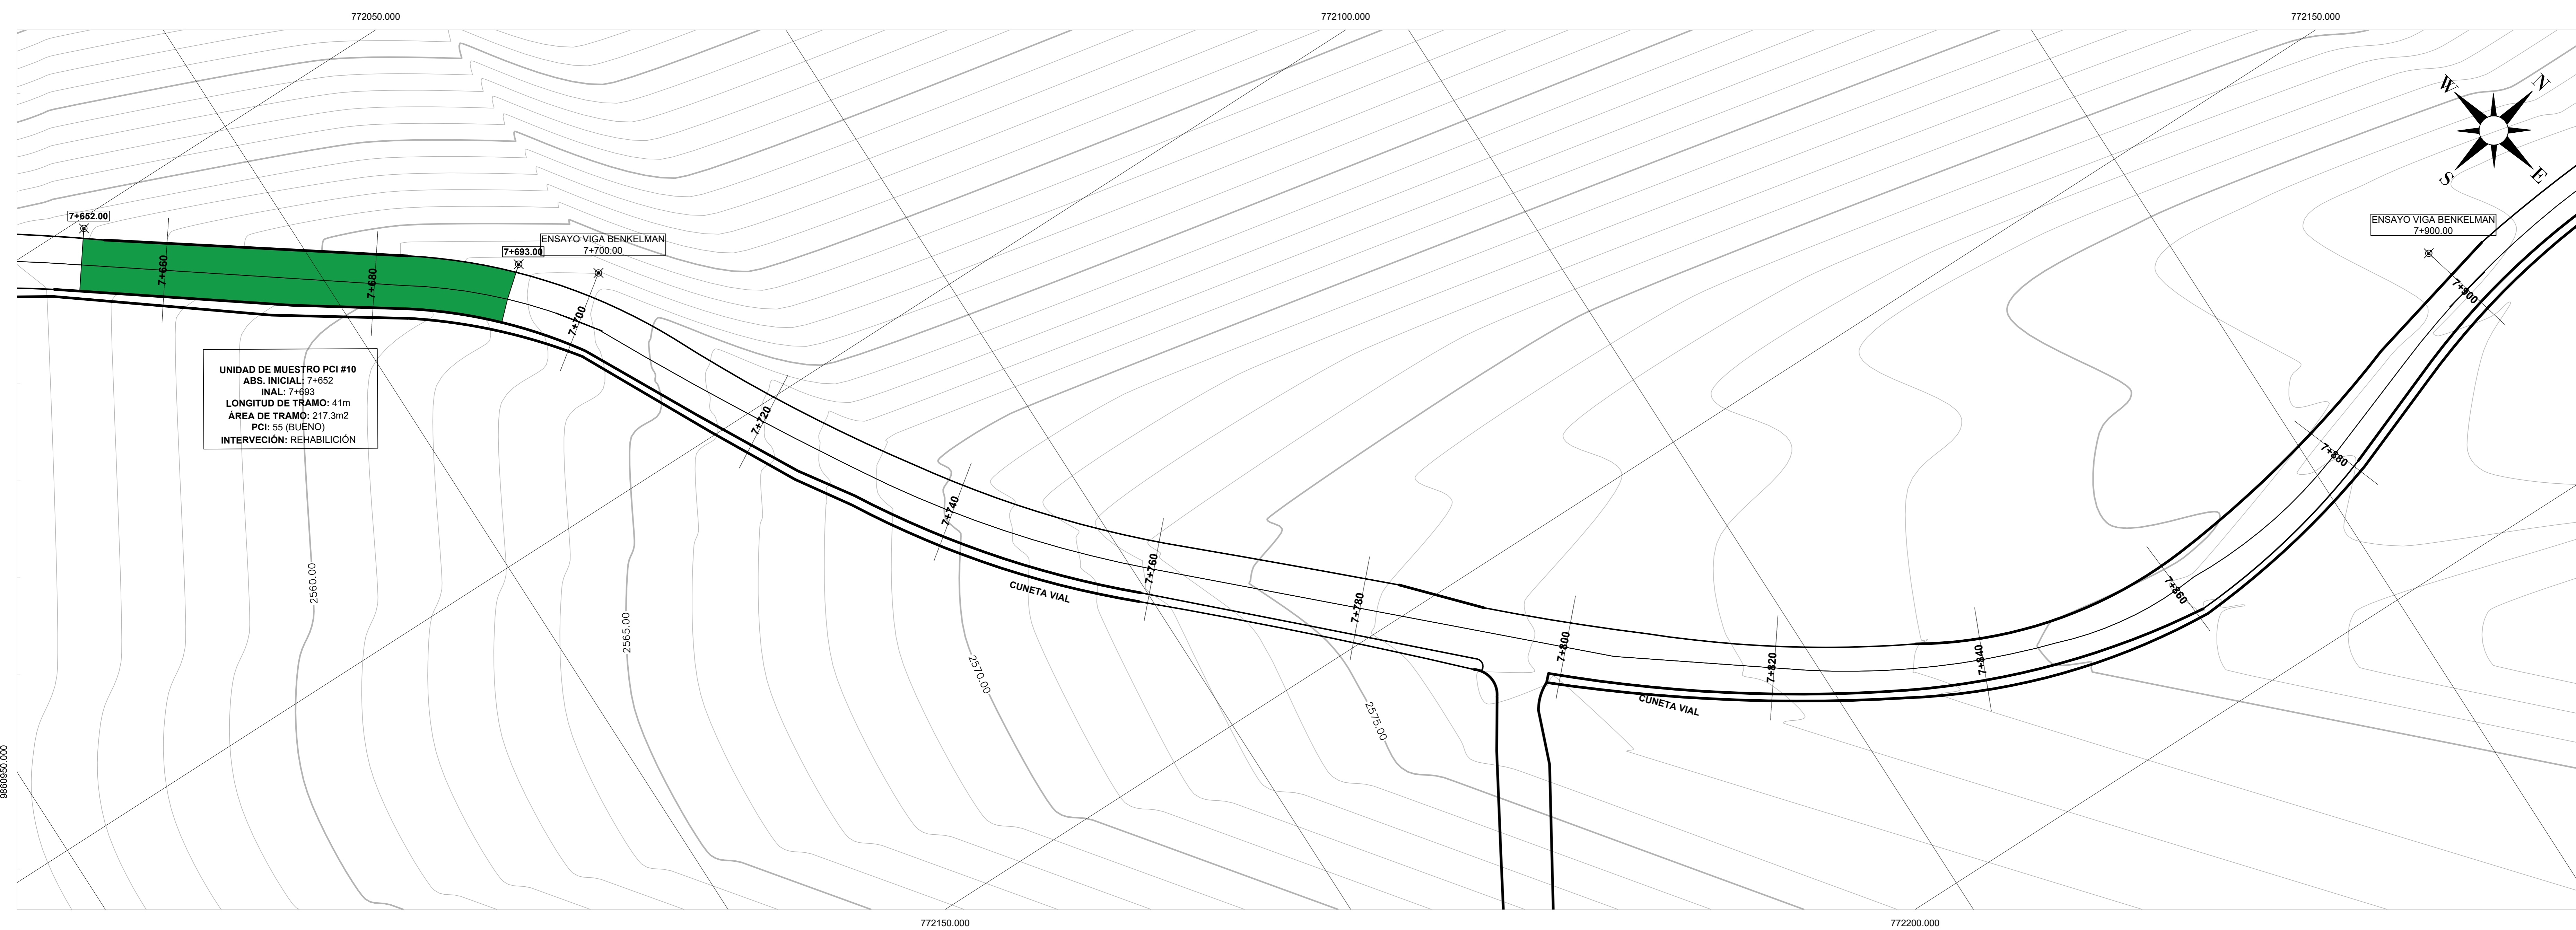 772050.000
772100.000
772150.000
W
N
S
E
7+652.00
7+693.00
ENSAYO VIGA BENKELMAN
7+700.00
ENSAYO VIGA BENKELMAN
7+900.00
7+660
7+680
7+700
7+720
7+740
7+760
7+780
7+800
7+820
7+840
7+860
7+880
7+900
UNIDAD DE MUESTRO PCI #10
ABS. INICIAL: 7+652
INAL: 7+693
LONGITUD DE TRAMO: 41m
ÁREA DE TRAMO: 217.3m2
PCI: 55 (BUENO)
INTERVECIÓN: REHABILICIÓN
CUNETA VIAL
CUNETA VIAL
2560.00
2565.00
2570.00
2575.00
9860950.000
772150.000
772200.000